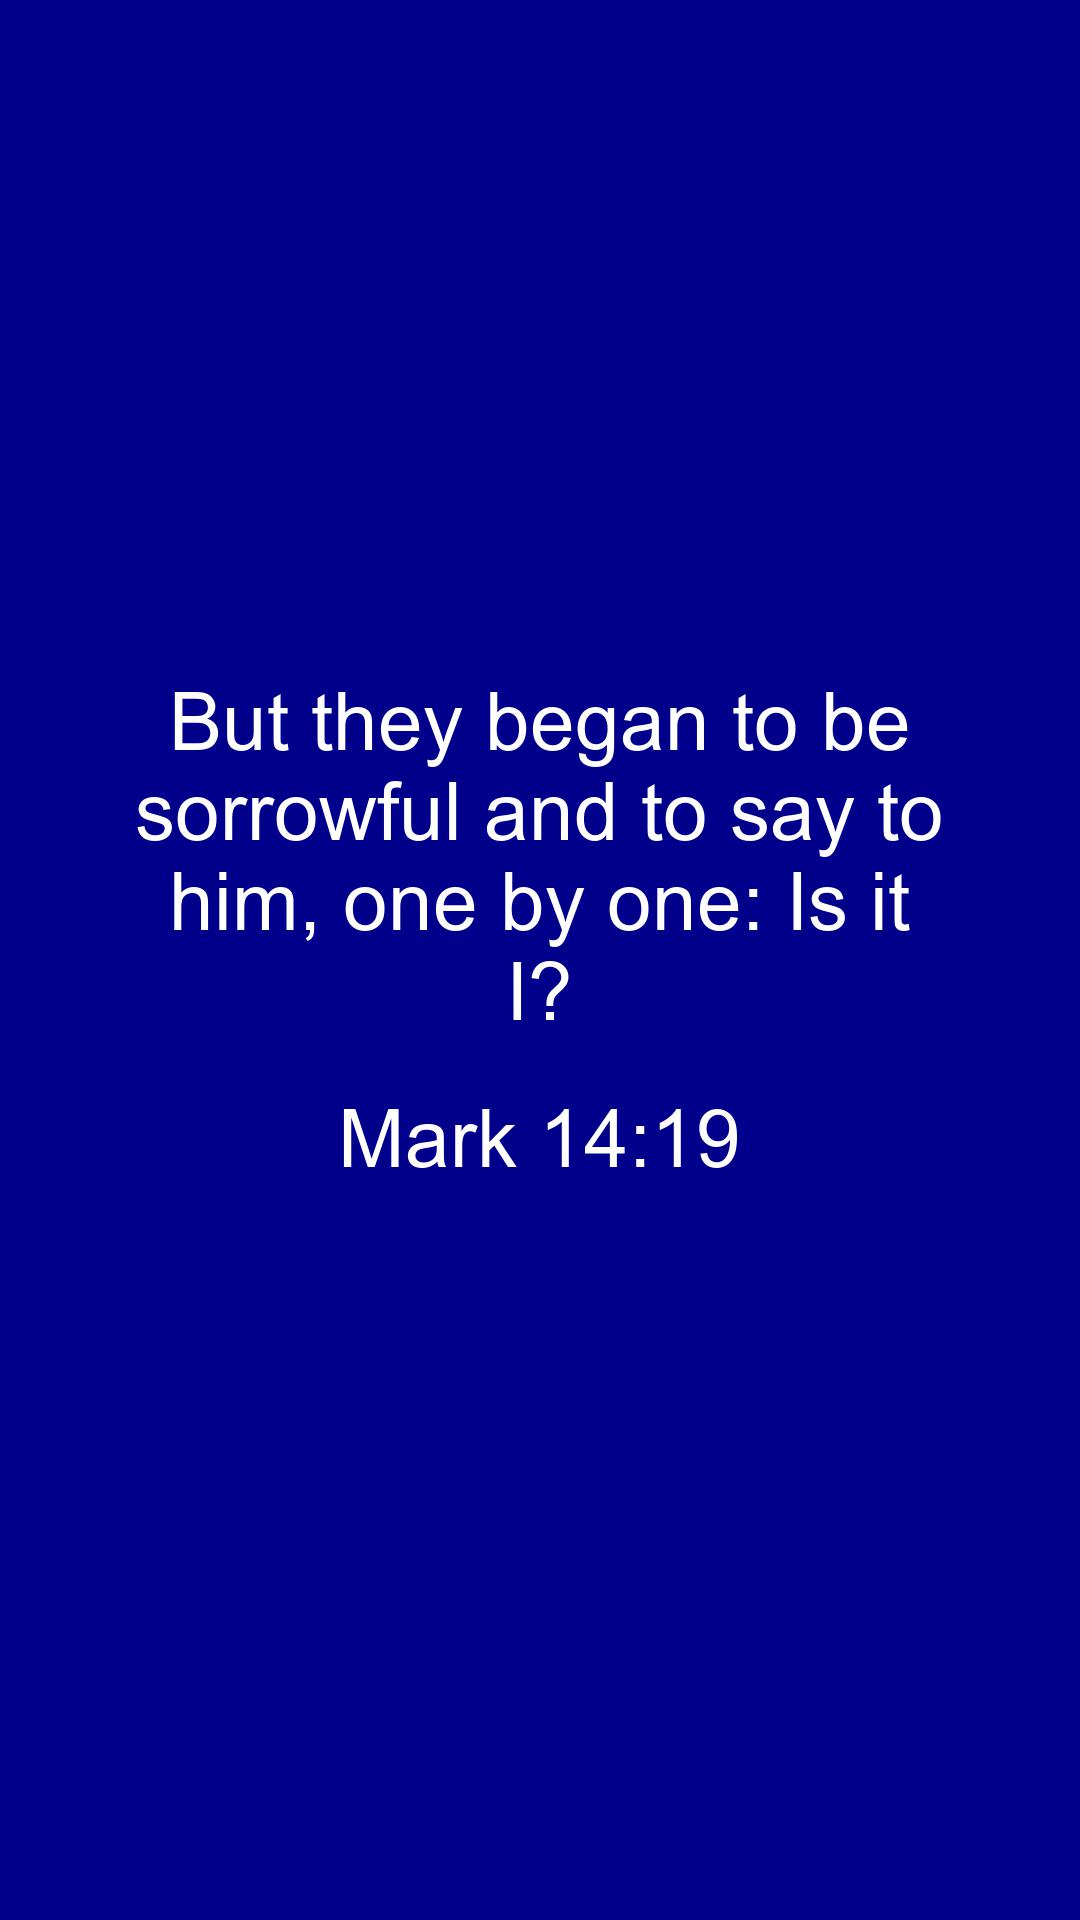 But they began to be
sorrowful and to say to
him, one by one: Is it
I?
Mark 14:19